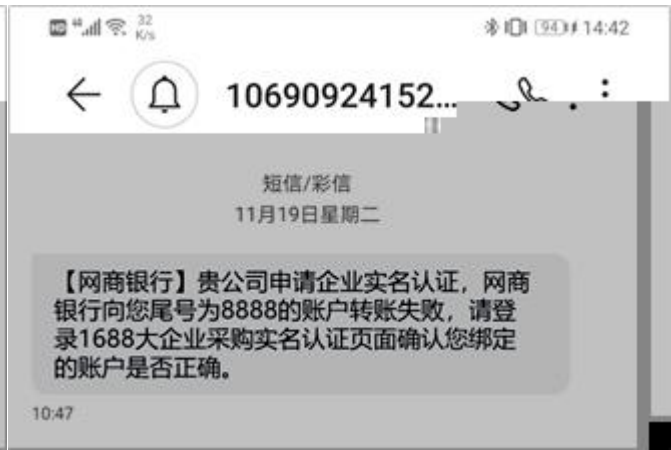 HD 4G 32 K/s 94 14:42
10690924152...
短信/彩信
11月19日星期二
【网商银行】贵公司申请企业实名认证，网商
银行向您尾号为8888的账户转账失败，请登
录1688大企业采购实名认证页面确认您绑定
的账户是否正确。
10:47